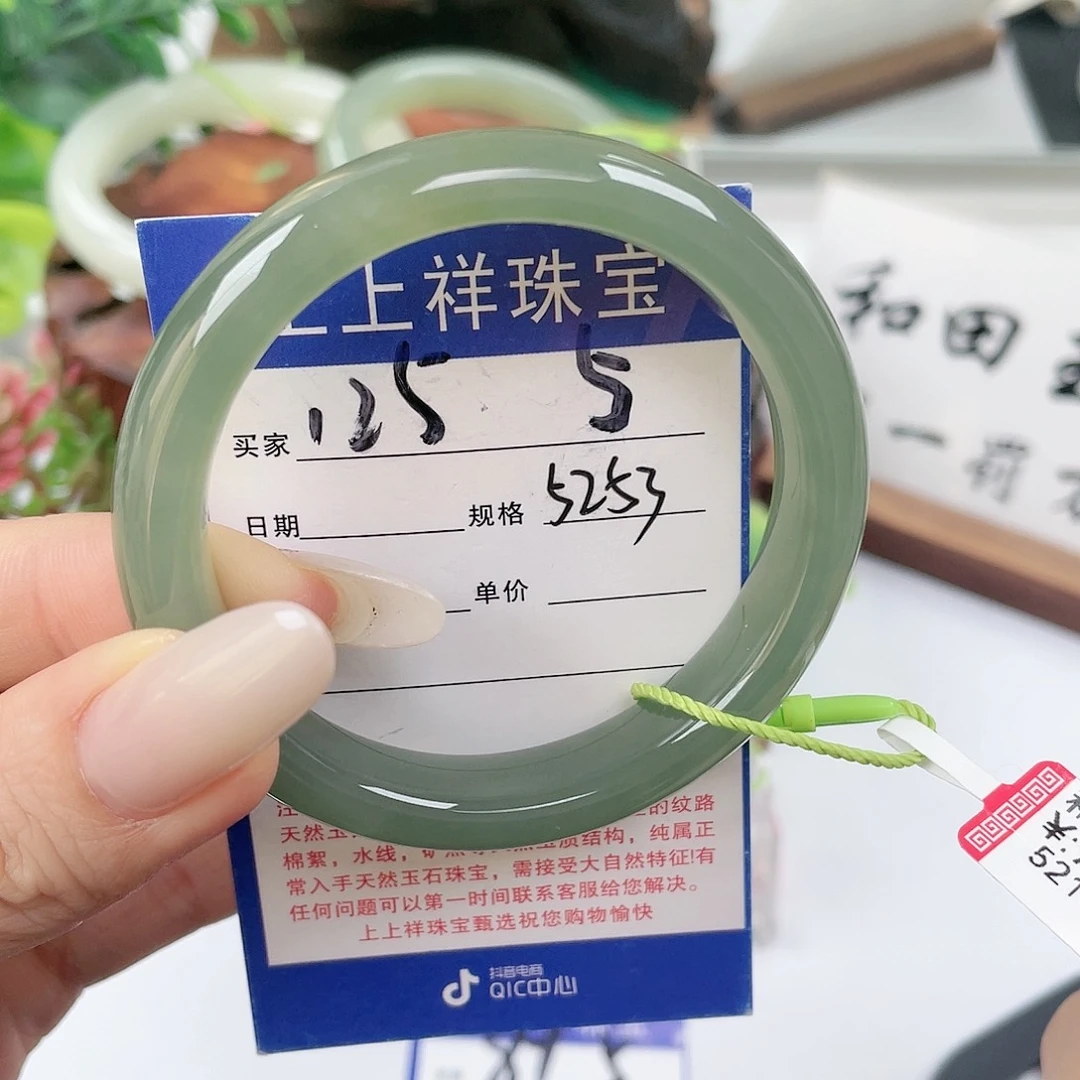 上上祥珠宝
买家 125 5
日期 规格 5253
单价
的纹路
天然玉
棉絮，水线，纯属正
常入手天然玉石珠宝，需接受大自然特征!有
任何问题可以第一时间联系客服给您解决。
上上祥珠宝甄选祝您购物愉快
抖音电商
QIC中心
和田
一
52